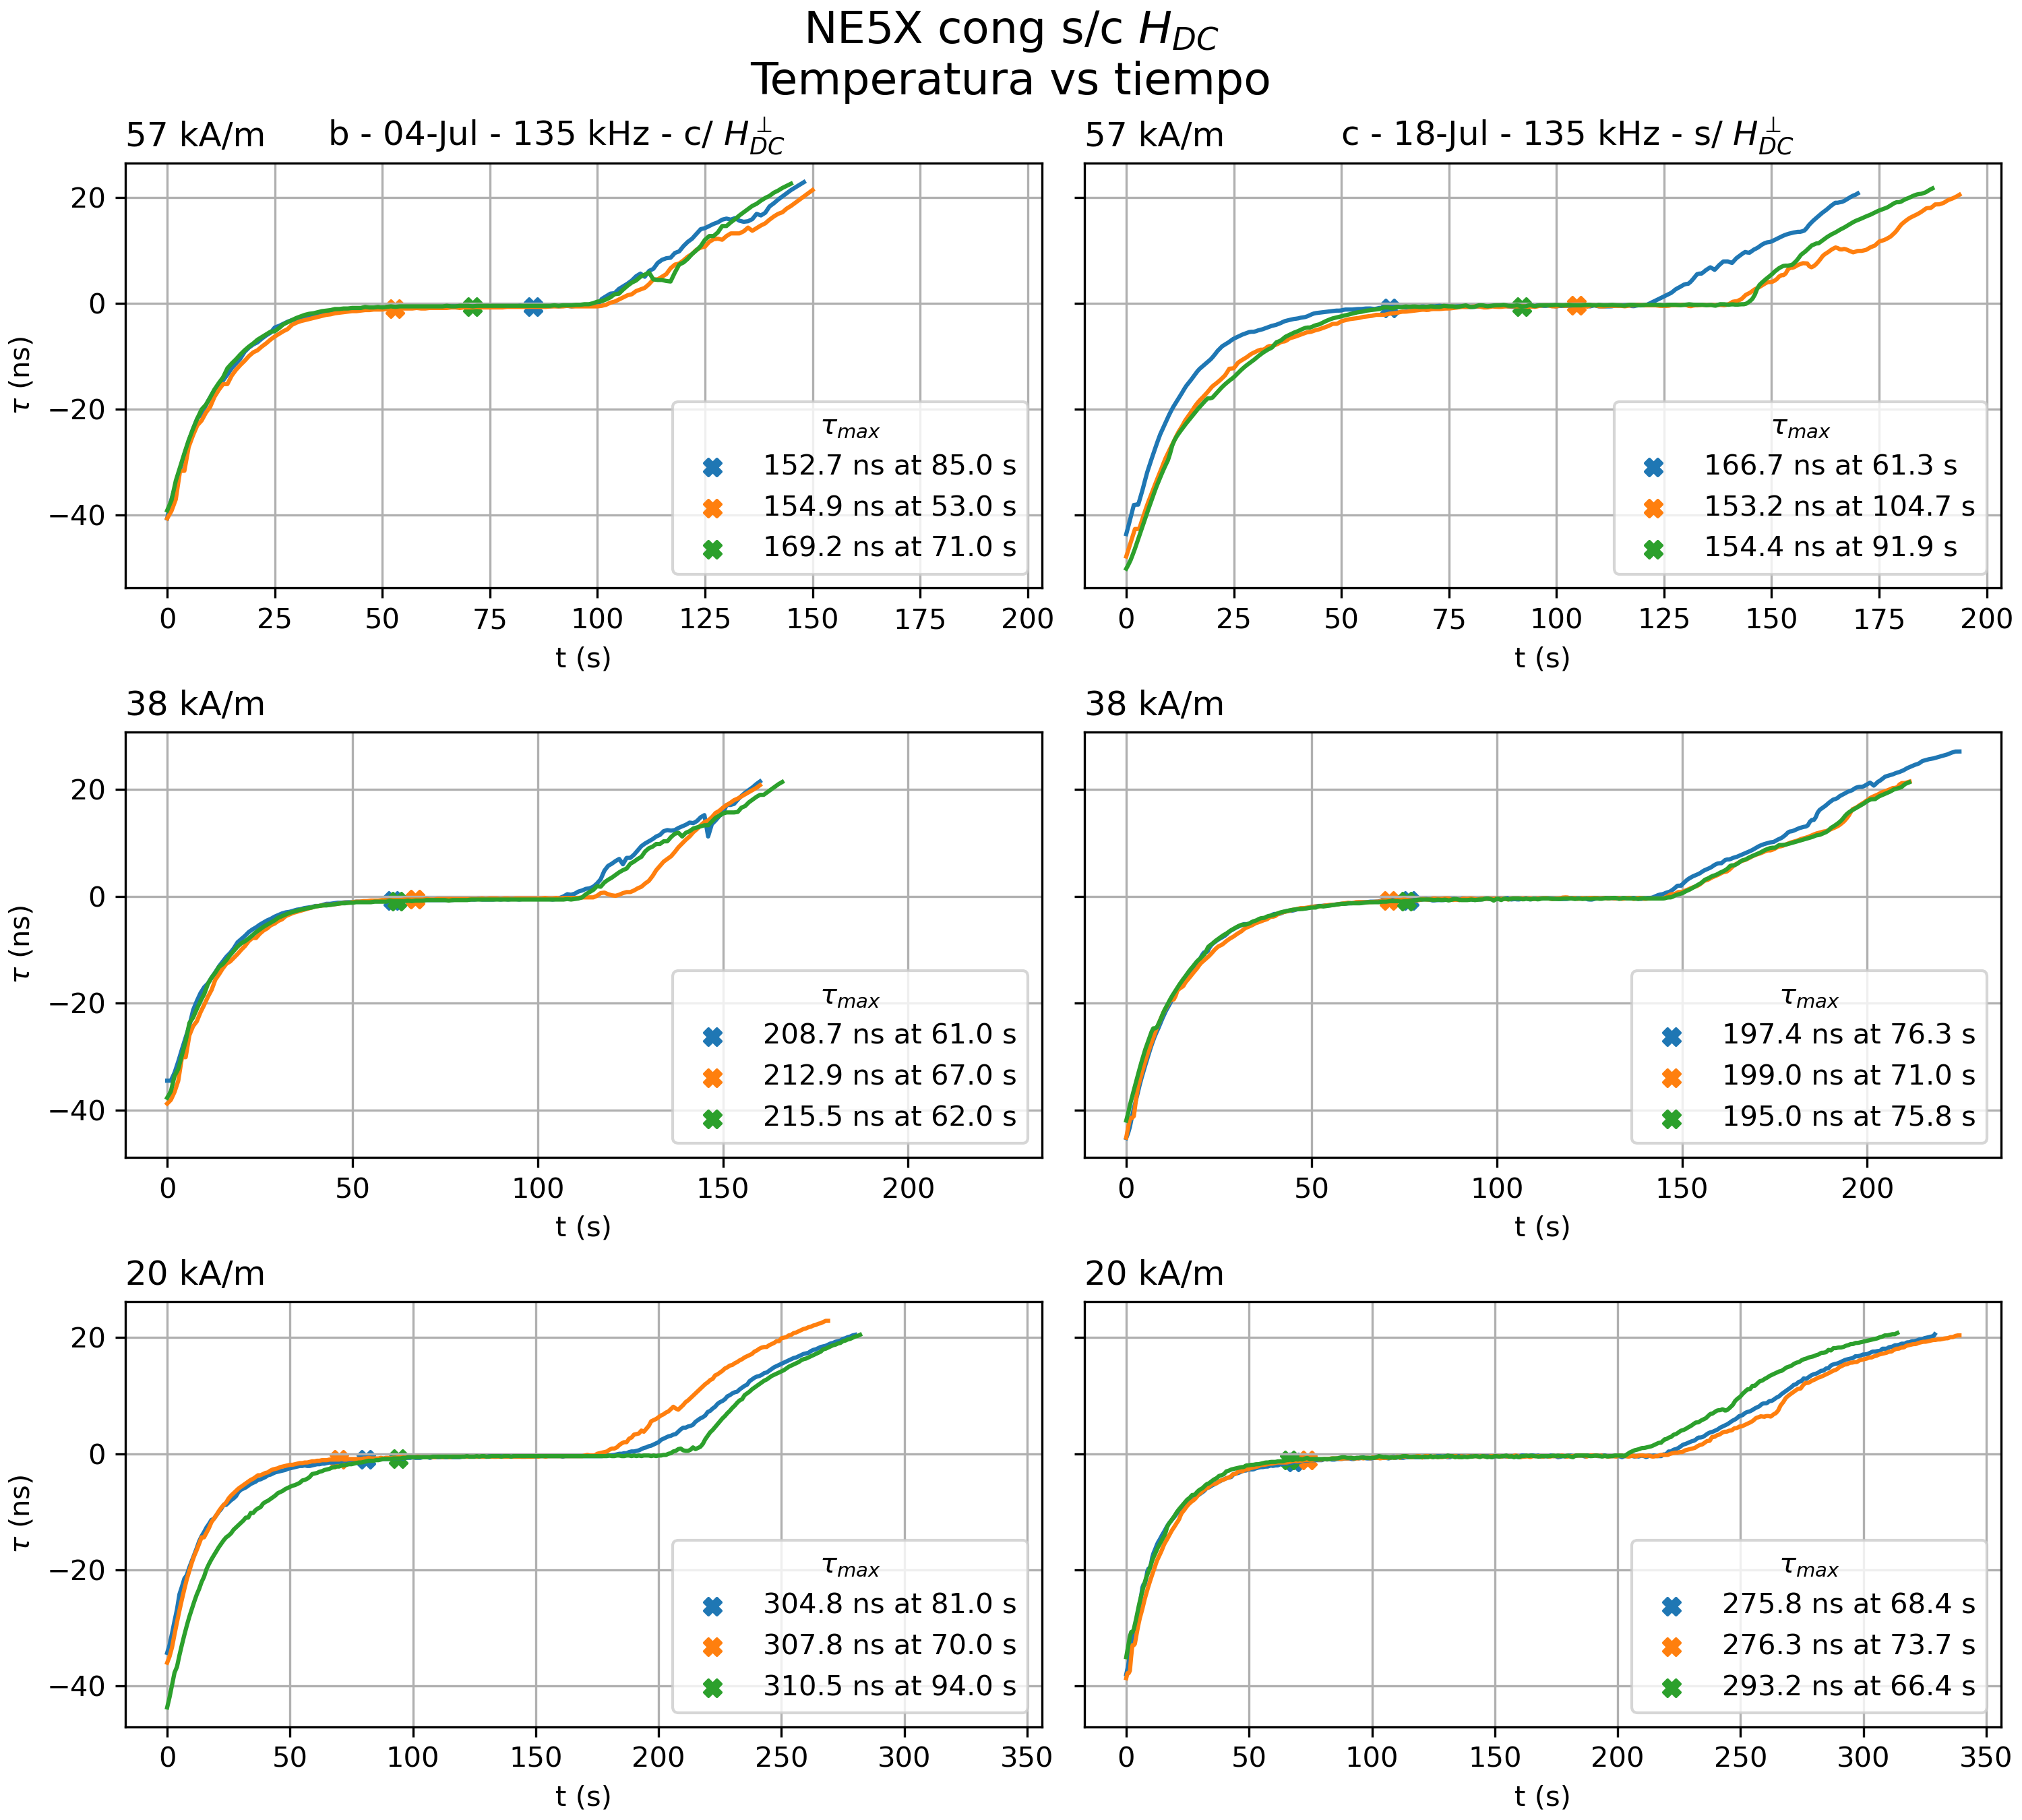 NE5X cong s/c H_DC
Temperatura vs tiempo
57 kA/m
b - 04-Jul - 135 kHz - c/ H_DC^⊥
20
0
−20
−40
τ (ns)
τ_max
152.7 ns at 85.0 s
154.9 ns at 53.0 s
169.2 ns at 71.0 s
0 25 50 75 100 125 150 175 200
t (s)
57 kA/m
c - 18-Jul - 135 kHz - s/ H_DC^⊥
τ_max
166.7 ns at 61.3 s
153.2 ns at 104.7 s
154.4 ns at 91.9 s
0 25 50 75 100 125 150 175 200
t (s)
38 kA/m
20
0
−20
−40
τ (ns)
τ_max
208.7 ns at 61.0 s
212.9 ns at 67.0 s
215.5 ns at 62.0 s
0 50 100 150 200
t (s)
38 kA/m
τ_max
197.4 ns at 76.3 s
199.0 ns at 71.0 s
195.0 ns at 75.8 s
0 50 100 150 200
t (s)
20 kA/m
20
0
−20
−40
τ (ns)
τ_max
304.8 ns at 81.0 s
307.8 ns at 70.0 s
310.5 ns at 94.0 s
0 50 100 150 200 250 300 350
t (s)
20 kA/m
τ_max
275.8 ns at 68.4 s
276.3 ns at 73.7 s
293.2 ns at 66.4 s
0 50 100 150 200 250 300 350
t (s)